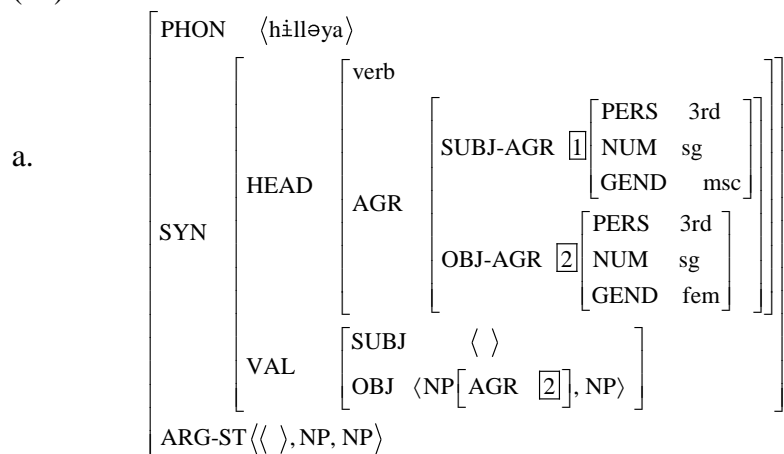 PHON ⟨hɨlləya⟩
verb
PERS 3rd
SUBJ-AGR 1 NUM sg
a.
GEND msc
HEAD
AGR
SYN
PERS 3rd
OBJ-AGR 2 NUM sg
GEND fem
SUBJ ⟨ ⟩
VAL
OBJ ⟨NP[AGR 2], NP⟩
ARG-ST⟨⟨ ⟩, NP, NP⟩